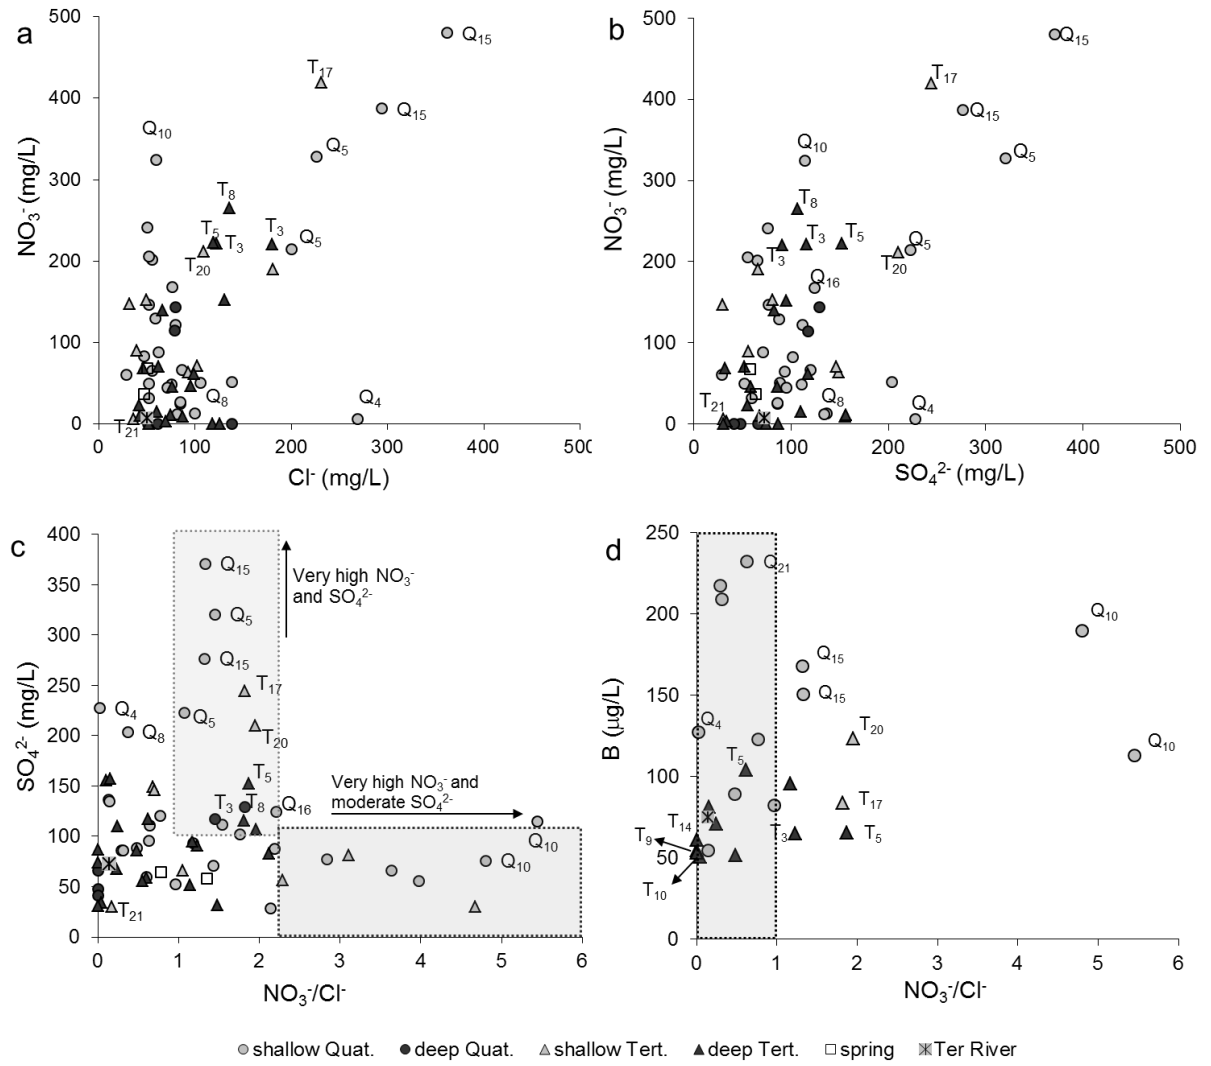 a
500
400
300
200
100
0
NO₃⁻ (mg/L)
Q₁₅
T₁₇
Q₁₅
Q₁₀
Q₅
T₈
T₅
T₃
T₃
Q₅
T₂₀
Q₈
Q₄
T₂₁
0 100 200 300 400 500
Cl⁻ (mg/L)
b
500
400
300
200
100
0
NO₃⁻ (mg/L)
Q₁₅
T₁₇
Q₁₅
Q₁₀
Q₅
T₈
T₃
T₃
T₅
Q₅
T₂₀
Q₁₆
Q₈
Q₄
T₂₁
0 100 200 300 400 500
SO₄²⁻ (mg/L)
c
400
350
300
250
200
150
100
50
0
SO₄²⁻ (mg/L)
Very high NO₃⁻
and SO₄²⁻
Q₁₅
Q₅
Q₁₅
T₁₇
Q₄
Q₅
Q₈
T₂₀
T₅
T₃
T₈
Q₁₆
Very high NO₃⁻ and
moderate SO₄²⁻
Q₁₀
Q₁₀
T₂₁
0 1 2 3 4 5 6
NO₃⁻/Cl⁻
d
250
200
150
100
50
0
B (µg/L)
Q₂₁
Q₁₀
Q₁₅
Q₁₅
Q₄
T₂₀
Q₁₀
T₅
T₁₇
T₁₄
T₃
T₅
T₉
T₁₀
0 1 2 3 4 5 6
NO₃⁻/Cl⁻
shallow Quat. deep Quat. shallow Tert. deep Tert. spring Ter River